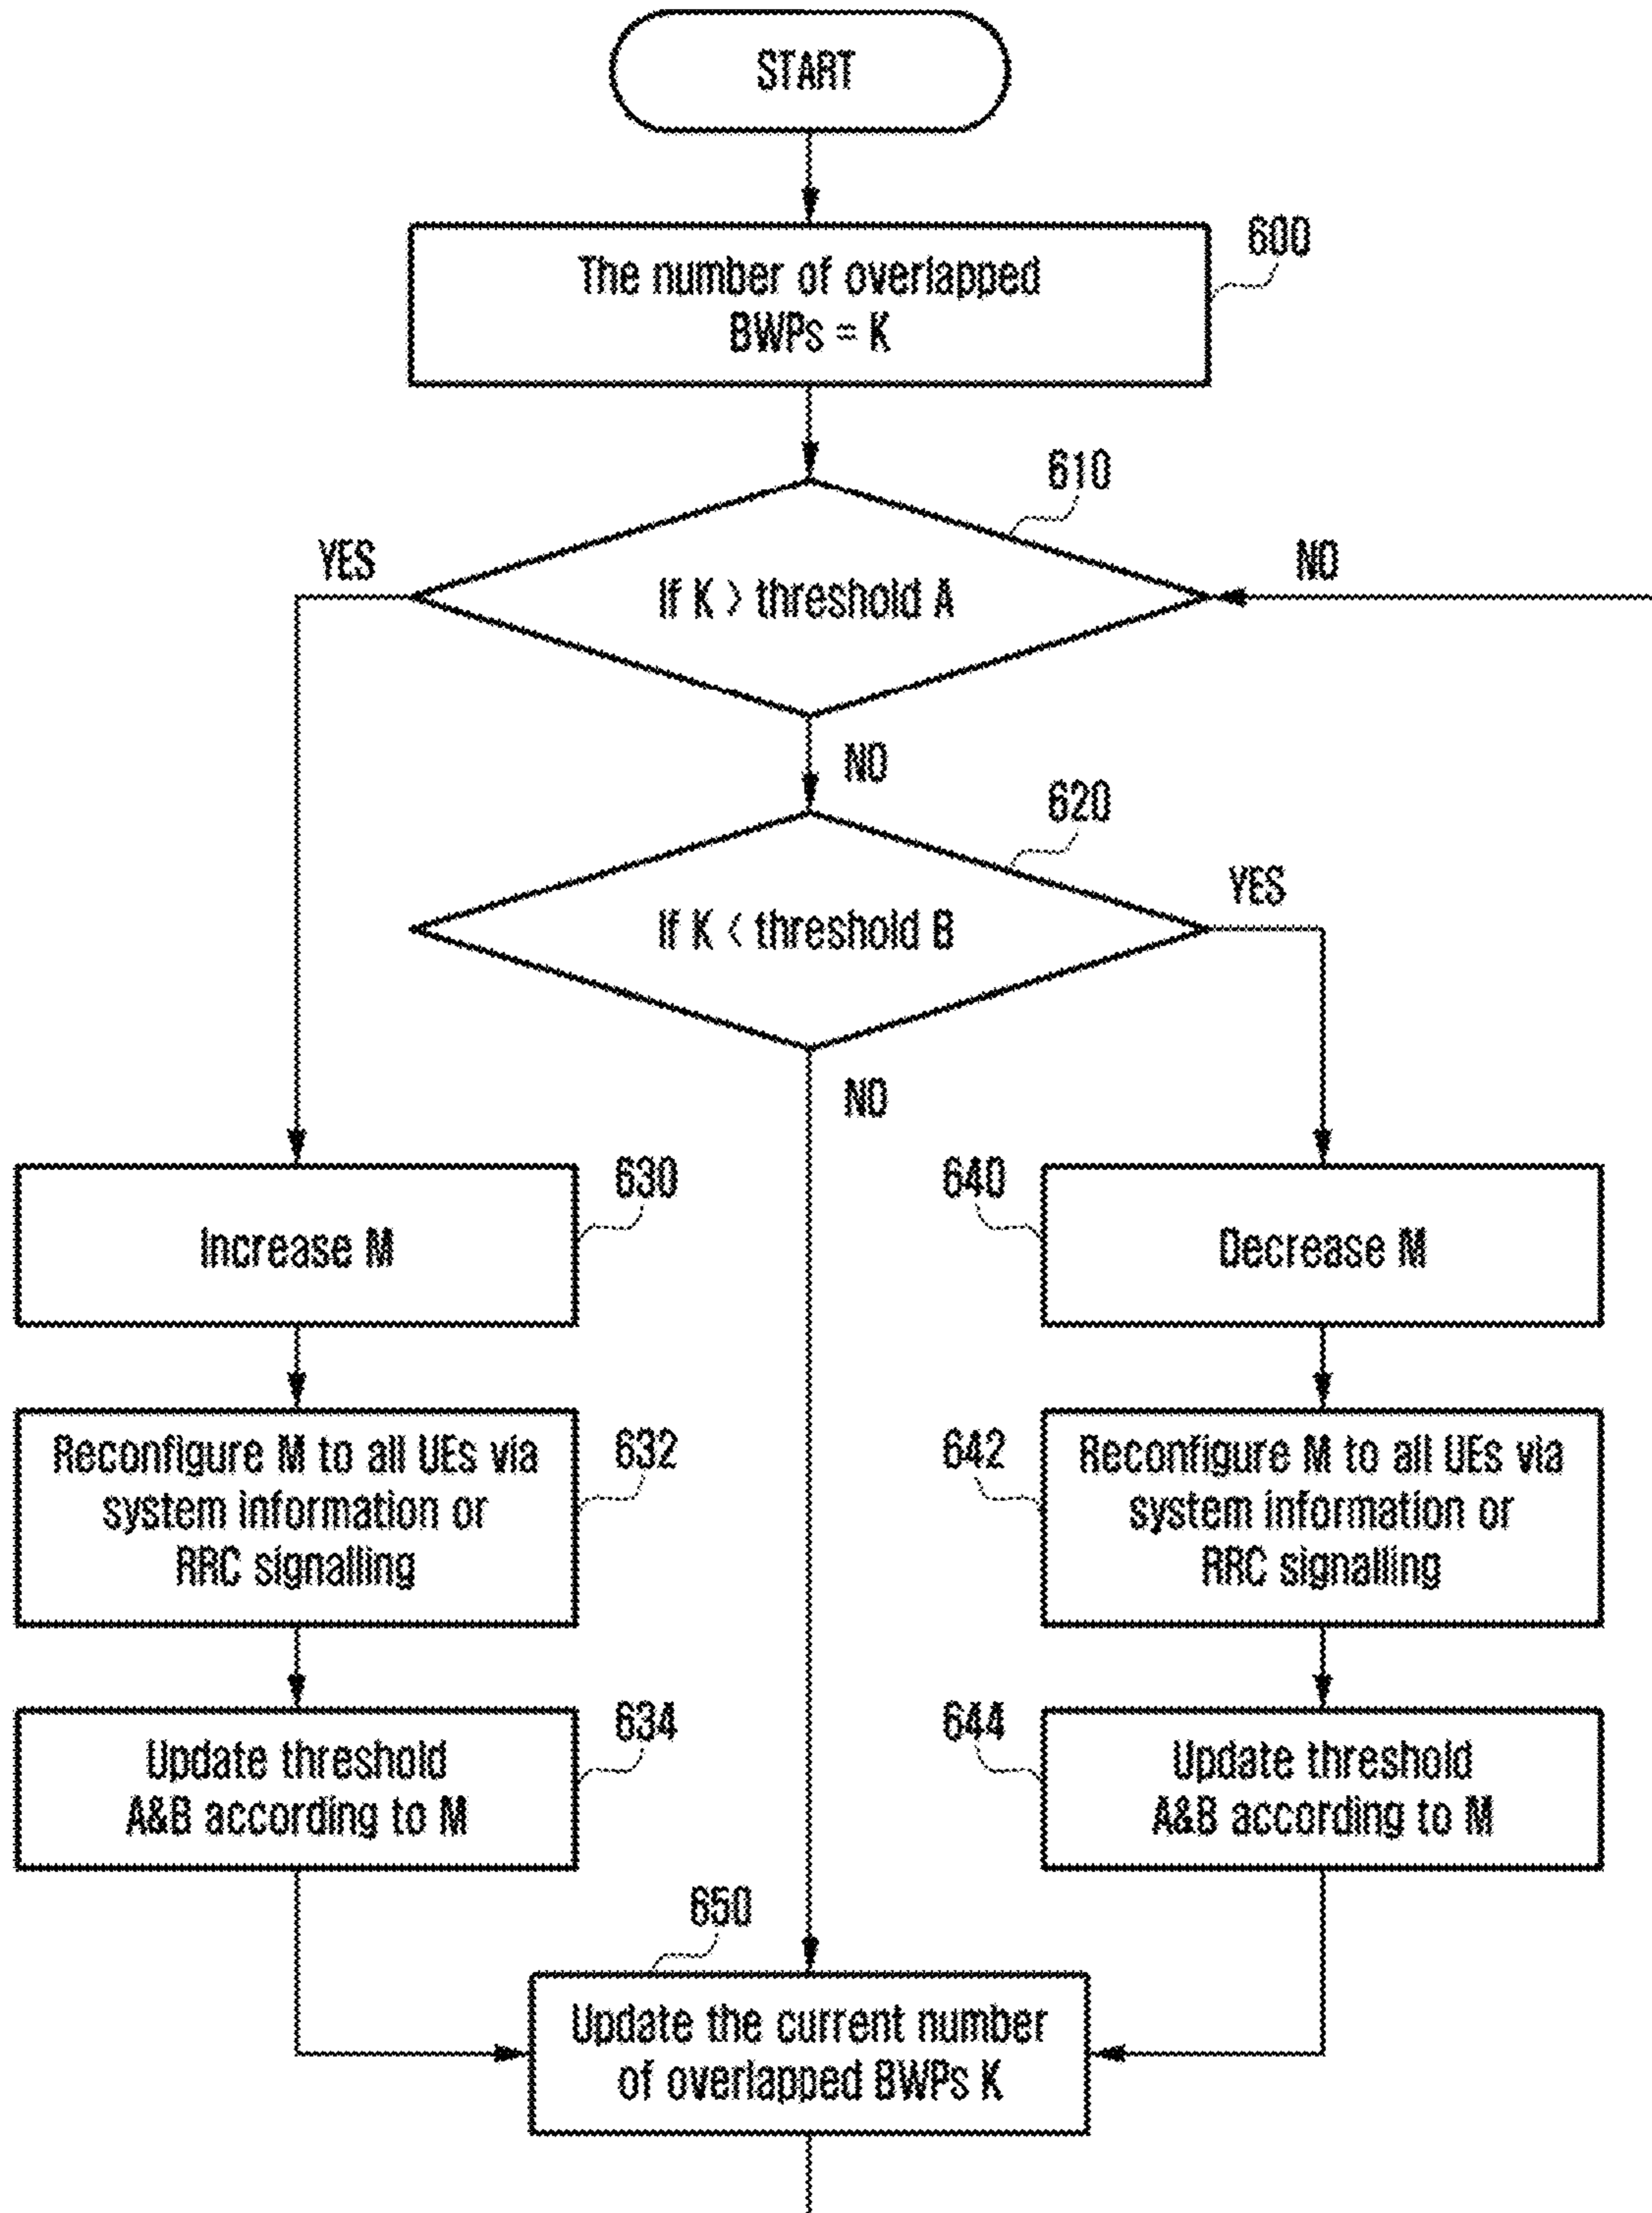 START
600
The number of overlapped
BWPs = K
610
YES
NO
If K > threshold A
NO
620
YES
If K < threshold B
NO
630
640
Increase M
Decrease M
632
642
Reconfigure M to all UEs via
system information or
RRC signalling
Reconfigure M to all UEs via
system information or
RRC signalling
634
644
Update threshold
A&B according to M
Update threshold
A&B according to M
650
Update the current number
of overlapped BWPs K